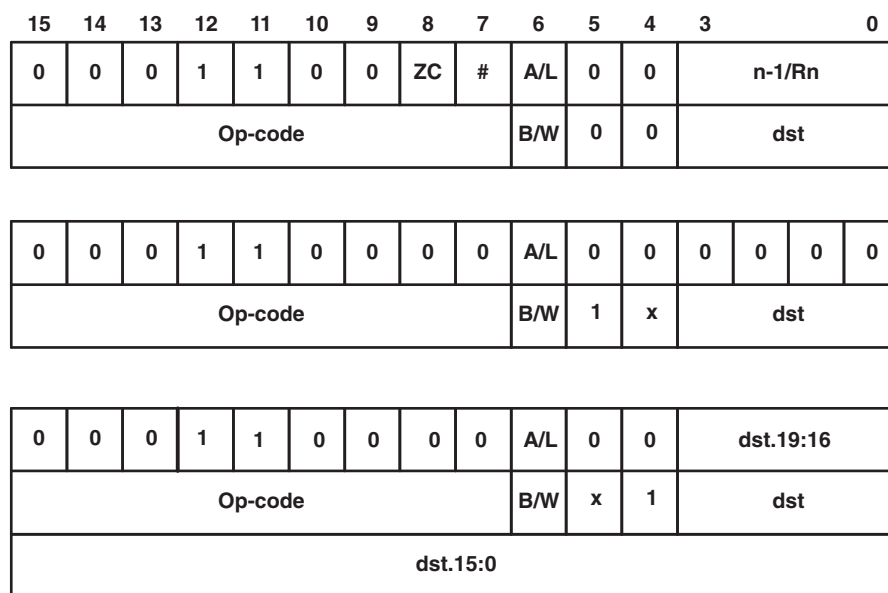 15 14 13 12 11 10 9 8 7 6 5 4 3 0
0 0 0 1 1 0 0 ZC # A/L 0 0 n-1/Rn
Op-code B/W 0 0 dst
0 0 0 1 1 0 0 0 0 A/L 0 0 0 0 0 0
Op-code B/W 1 x dst
0 0 0 1 1 0 0 0 0 A/L 0 0 dst.19:16
Op-code B/W x 1 dst
dst.15:0